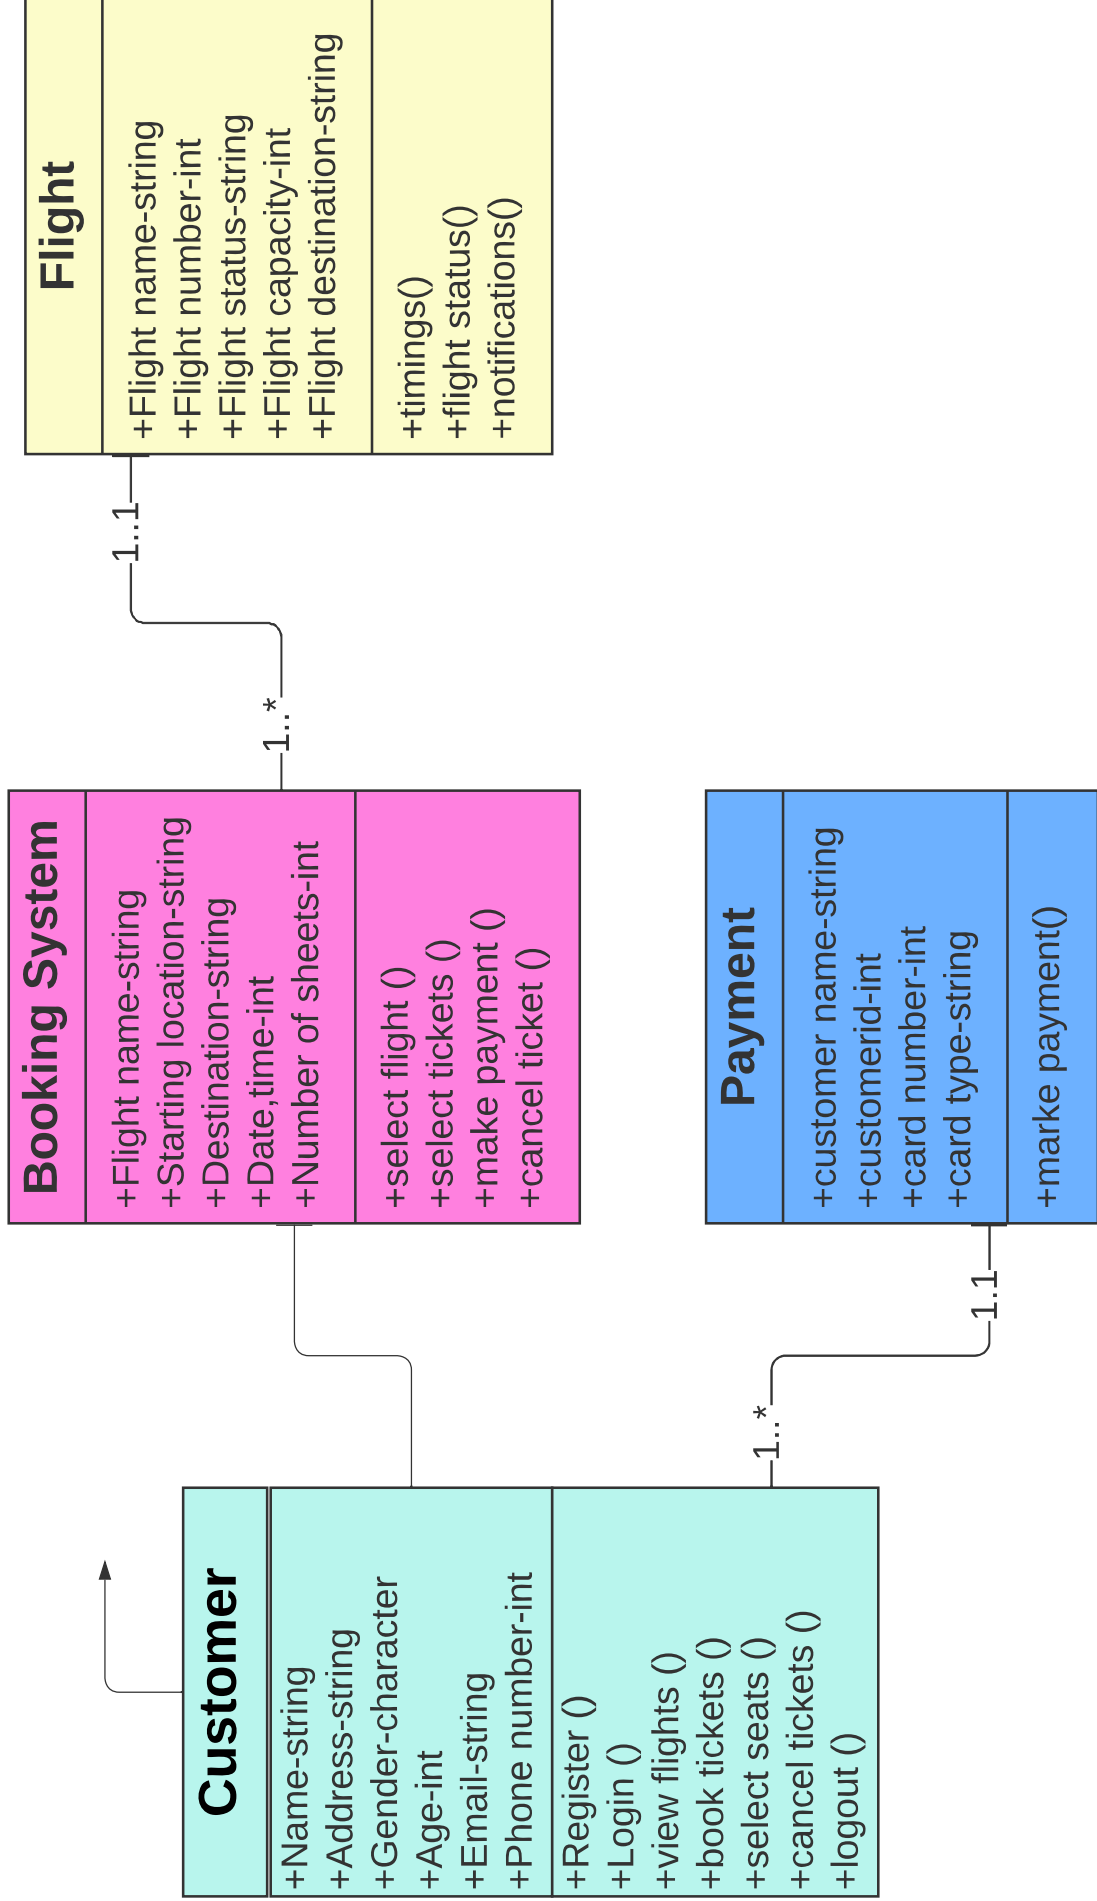 Customer
+Name-string
+Address-string
+Gender-character
+Age-int
+Email-string
+Phone number-int
+Register ()
+Login ()
+view flights ()
+book tickets ()
+select seats ()
+cancel tickets ()
+logout ()
Booking System
+Flight name-string
+Starting location-string
+Destination-string
+Date,time-int
+Number of sheets-int
+select flight ()
+select tickets ()
+make payment ()
+cancel ticket ()
1..*
1..1
Flight
+Flight name-string
+Flight number-int
+Flight status-string
+Flight capacity-int
+Flight destination-string
+timings()
+flight status()
+notifications()
1..*
1.1
Payment
+customer name-string
+customerid-int
+card number-int
+card type-string
+marke payment()